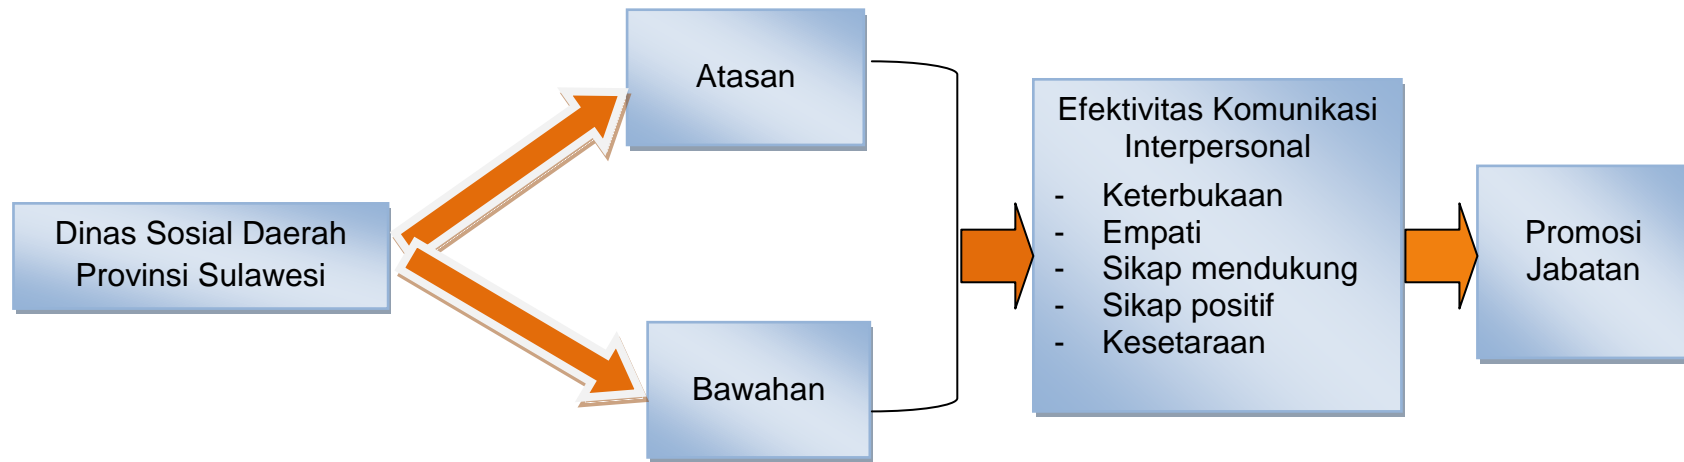 Atasan
Dinas Sosial Daerah
Provinsi Sulawesi
Bawahan
Efektivitas Komunikasi
Interpersonal
- Keterbukaan
- Empati
- Sikap mendukung
- Sikap positif
- Kesetaraan
Promosi
Jabatan